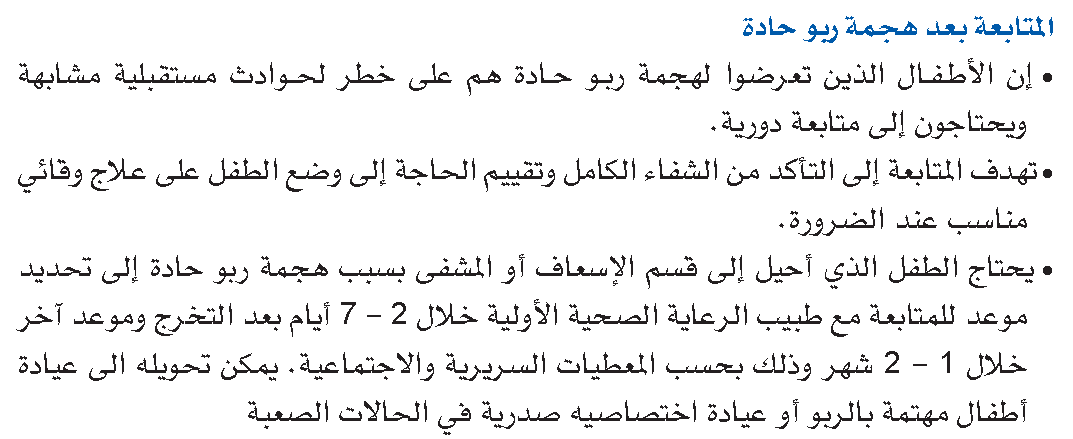 المتابعة بعد هجمة ربو حادة
• إن الأطفال الذين تعرضوا لهجمة ربو حادة هم على خطر لحوادث مستقبلية مشابهة
ويحتاجون إلى متابعة دورية.
• تهدف المتابعة إلى التأكد من الشفاء الكامل وتقييم الحاجة إلى وضع الطفل على علاج وقائي
مناسب عند الضرورة.
• يحتاج الطفل الذي أحيل إلى قسم الإسعاف أو المشفى بسبب هجمة ربو حادة إلى تحديد
موعد للمتابعة مع طبيب الرعاية الصحية الأولية خلال 2 – 7 أيام بعد التخرج وموعد آخر
خلال 1 – 2 شهر وذلك بحسب المعطيات السريرية والاجتماعية. يمكن تحويله الى عيادة
أطفال مهتمة بالربو أو عيادة اختصاصيه صدرية في الحالات الصعبة